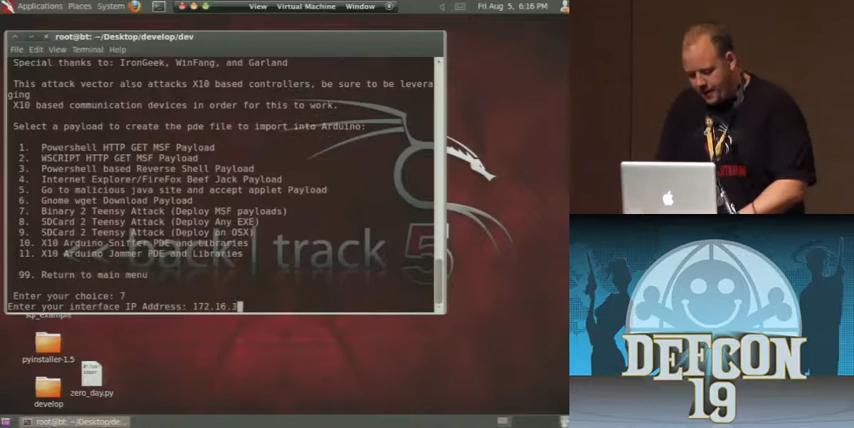 Applications Places System
View Virtual Machine Window
Fri Aug 5, 6:16 PM
root@bt: ~/Desktop/develop/dev
File Edit View Terminal Help
Special thanks to: IronGeek, WinFang, and Garland
This attack vector also attacks X10 based controllers, be sure to be levera
ging
X10 based communication devices in order for this to work.
Select a payload to create the pde file to import into Arduino:
1. Powershell HTTP GET MSF Payload
2. WSCRIPT HTTP GET MSF Payload
3. Powershell based Reverse Shell Payload
4. Internet Explorer/FireFox Beef Jack Payload
5. Go to malicious java site and accept applet Payload
6. Gnome wget Download Payload
7. Binary 2 Teensy Attack (Deploy MSF payloads)
8. SDCard 2 Teensy Attack (Deploy Any EXE)
9. SDCard 2 Teensy Attack (Deploy on OSX)
10. X10 Arduino Sniffer PDE and Libraries
11. X10 Arduino Jammer PDE and Libraries
99. Return to main menu
Enter your choice: 7
Enter your interface IP Address: 172.16.3
<< back | track 5
pyinstaller-1.5
zero_day.py
develop
root@bt: ~/Desktop/de...
DEFCON
19